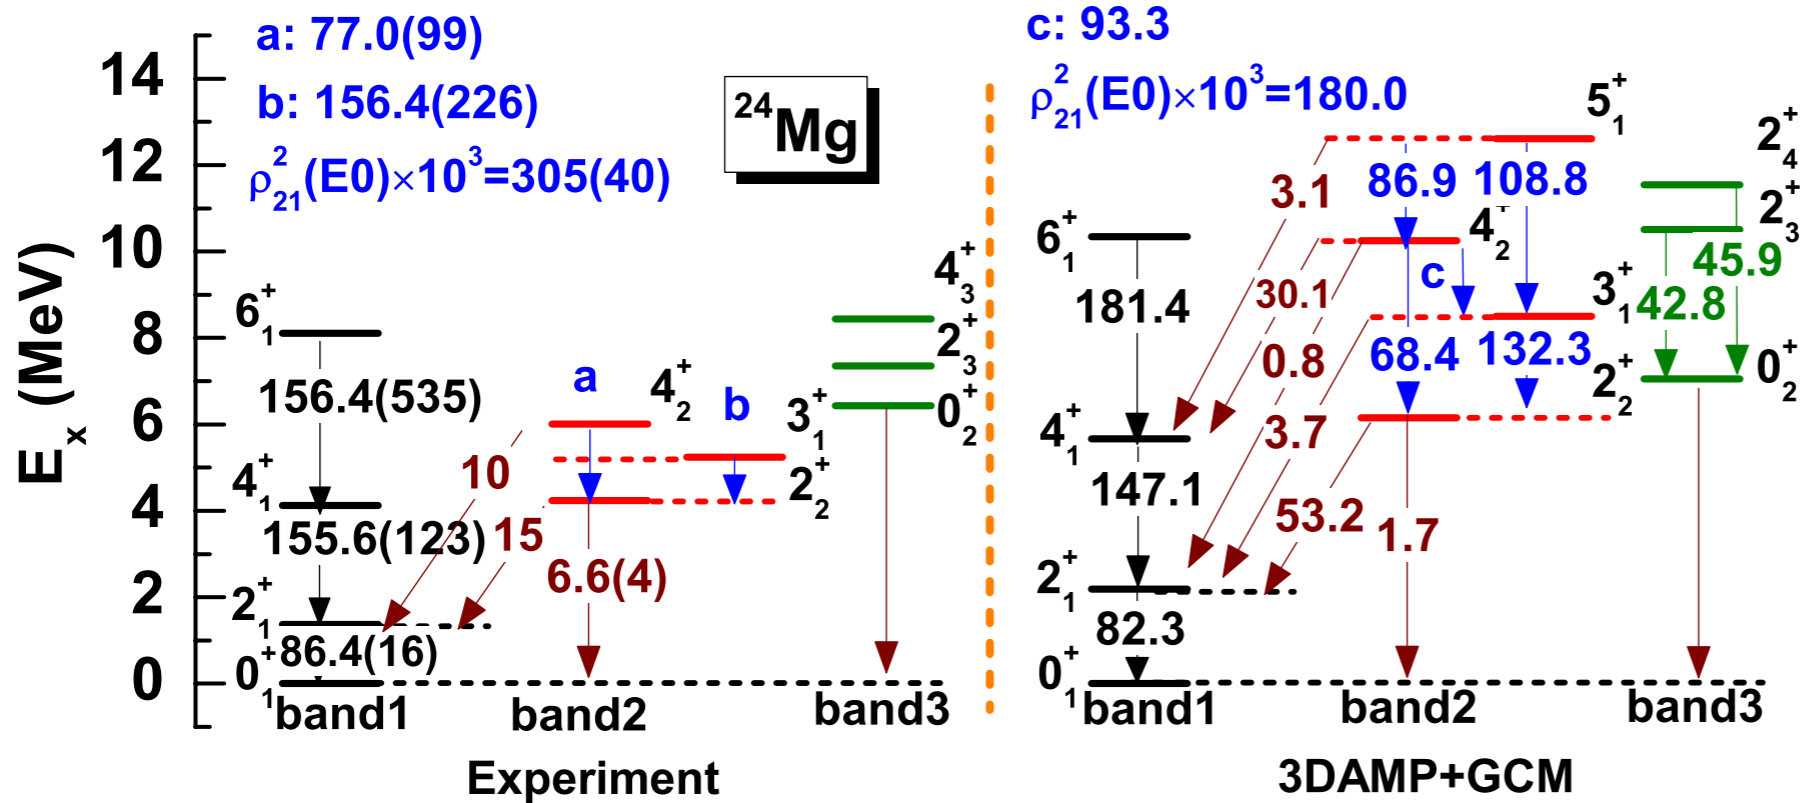 a: 77.0(99)
b: 156.4(226)
ρ²₂₁(E0)×10³=305(40)
²⁴Mg
c: 93.3
ρ²₂₁(E0)×10³=180.0
Eₓ (MeV)
14
12
10
8
6
4
2
0
6⁺₁
156.4(535)
4⁺₁
155.6(123)
2⁺₁
86.4(16)
0⁺₁
band1
10
15
a
4⁺₂
b
3⁺₁
2⁺₂
6.6(4)
band2
4⁺₃
2⁺₃
0⁺₂
band3
Experiment
6⁺₁
181.4
4⁺₁
147.1
2⁺₁
82.3
0⁺₁
band1
3.1
30.1
0.8
3.7
53.2
1.7
5⁺₁
86.9
108.8
4⁺₂
c
3⁺₁
68.4
132.3
2⁺₂
band2
2⁺₄
2⁺₃
45.9
42.8
0⁺₂
band3
3DAMP+GCM